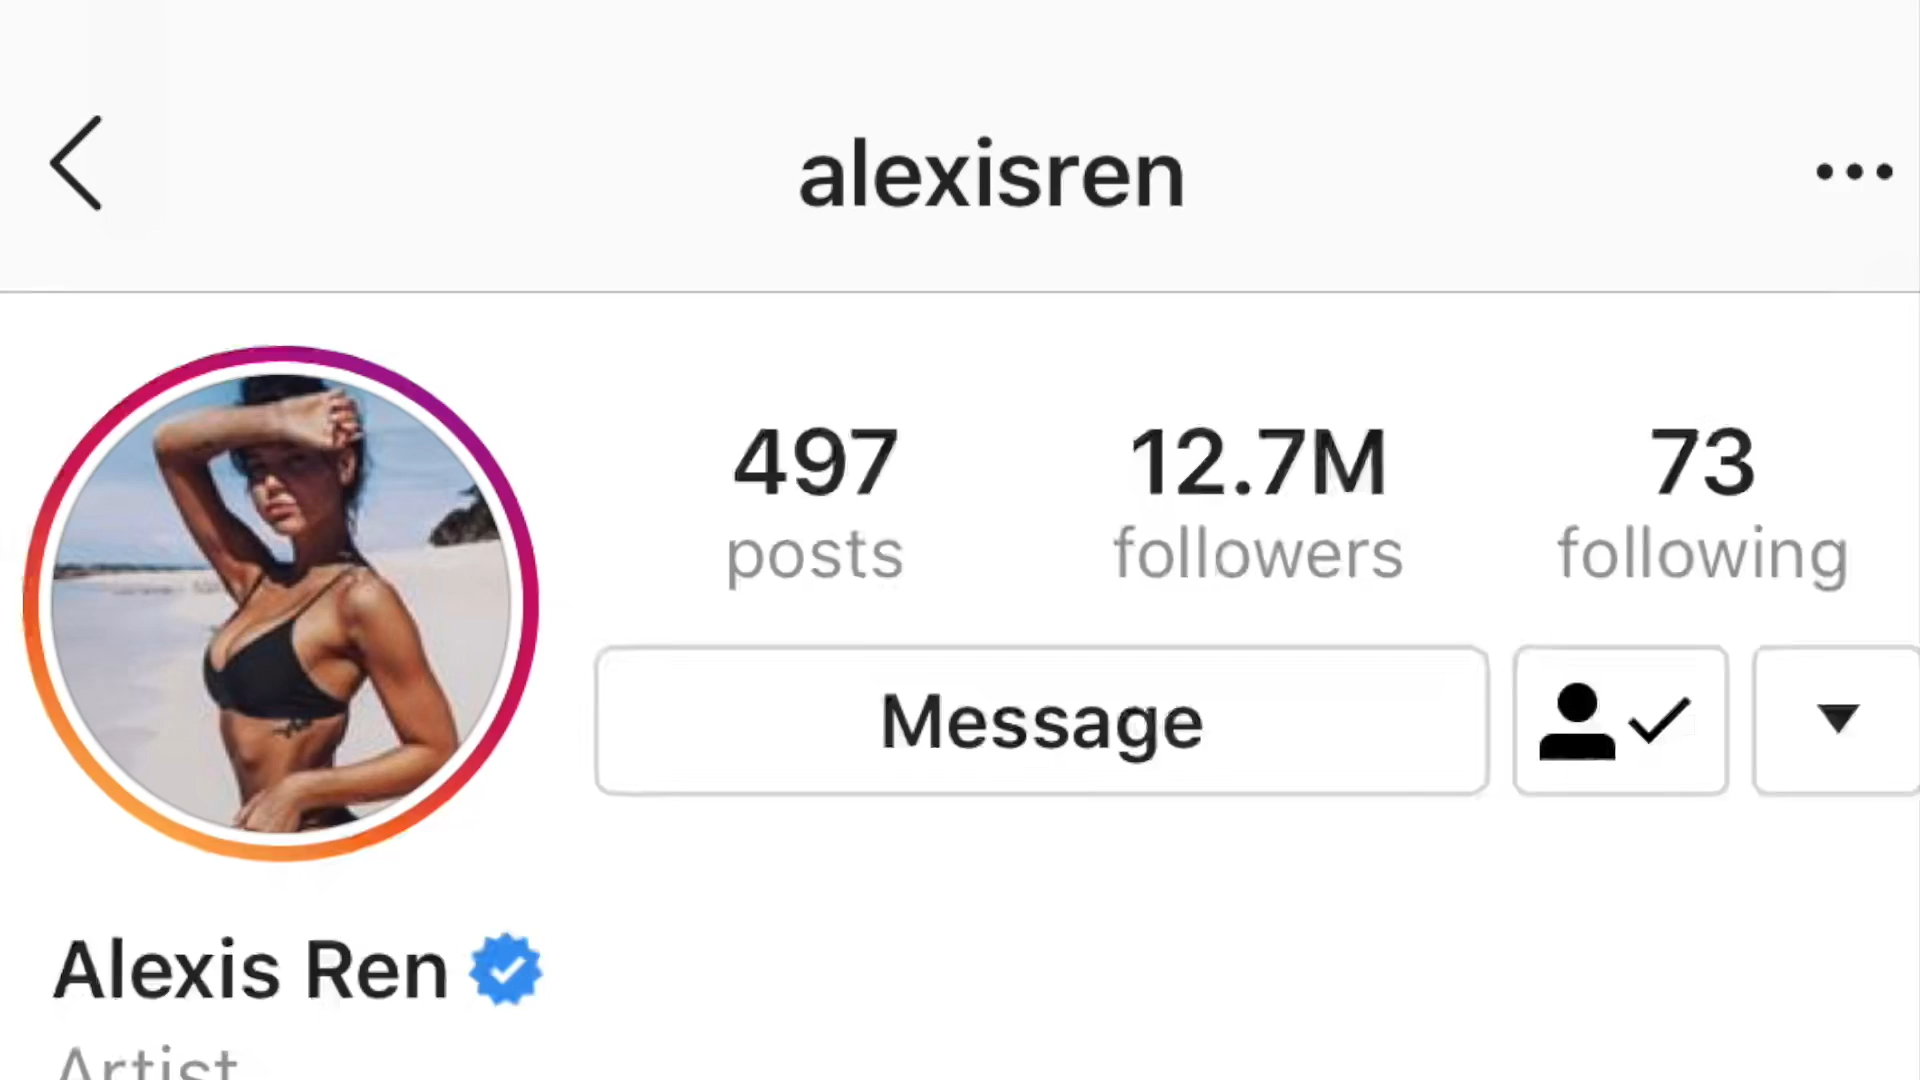 alexisren
497 12.7M 73
posts followers following
Message
Alexis Ren
Artist